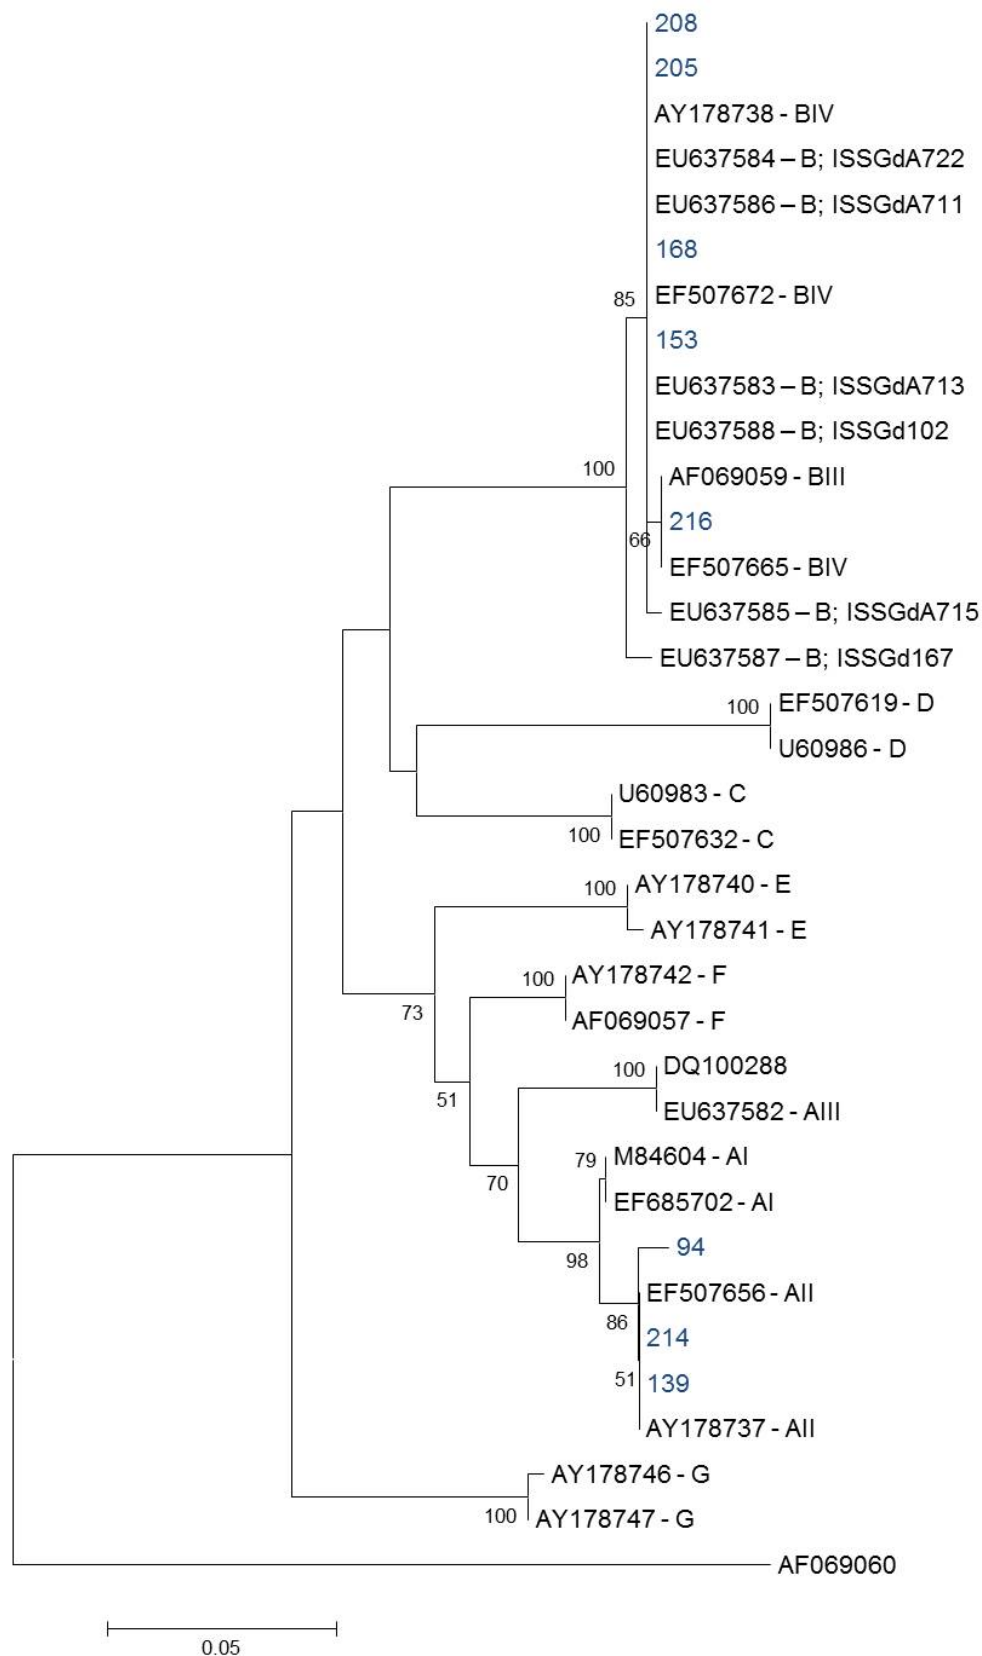 208
205
AY178738 - BIV
EU637584 – B; ISSGdA722
EU637586 – B; ISSGdA711
168
85
EF507672 - BIV
153
EU637583 – B; ISSGdA713
EU637588 – B; ISSGd102
100
AF069059 - BIII
216
66
EF507665 - BIV
EU637585 – B; ISSGdA715
EU637587 – B; ISSGd167
100
EF507619 - D
U60986 - D
U60983 - C
100
EF507632 - C
100
AY178740 - E
AY178741 - E
100
AY178742 - F
73
AF069057 - F
100
DQ100288
51
EU637582 - AIII
79
M84604 - AI
70
EF685702 - AI
94
98
EF507656 - AII
86
214
51
139
AY178737 - AII
AY178746 - G
100
AY178747 - G
AF069060
0.05